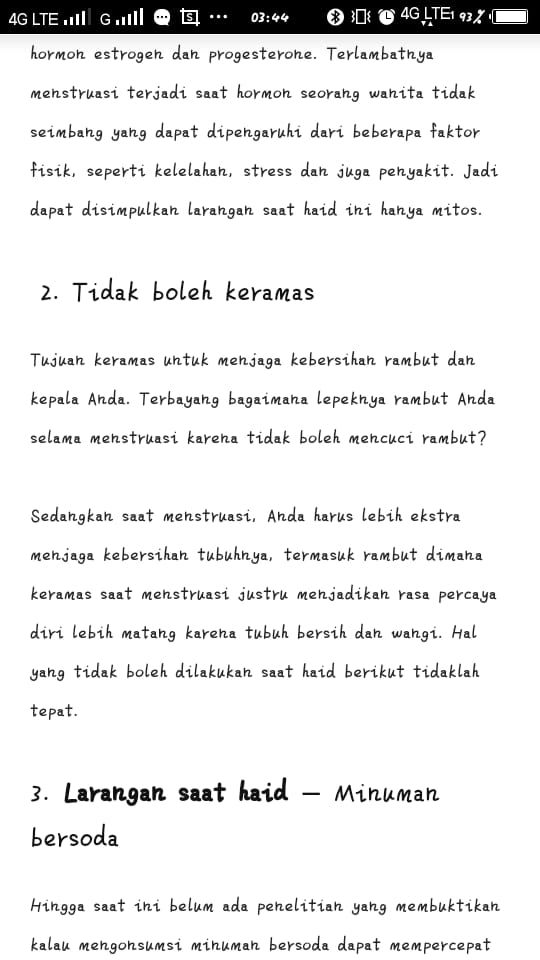 4G LTE G ... 03:44 4G LTE1 93%
hormon estrogen dan progesterone. Terlambatnya
menstruasi terjadi saat hormon seorang wanita tidak
seimbang yang dapat dipengaruhi dari beberapa faktor
fisik, seperti kelelahan, stress dan juga penyakit. Jadi
dapat disimpulkan larangan saat haid ini hanya mitos.
2. Tidak boleh keramas
Tujuan keramas untuk menjaga kebersihan rambut dan
kepala Anda. Terbayang bagaimana lepeknya rambut Anda
selama menstruasi karena tidak boleh mencuci rambut?
Sedangkan saat menstruasi, Anda harus lebih ekstra
menjaga kebersihan tubuhnya, termasuk rambut dimana
keramas saat menstruasi justru menjadikan rasa percaya
diri lebih matang karena tubuh bersih dan wangi. Hal
yang tidak boleh dilakukan saat haid berikut tidaklah
tepat.
3. Larangan saat haid – Minuman
bersoda
Hingga saat ini belum ada penelitian yang membuktikan
kalau mengonsumsi minuman bersoda dapat mempercepat